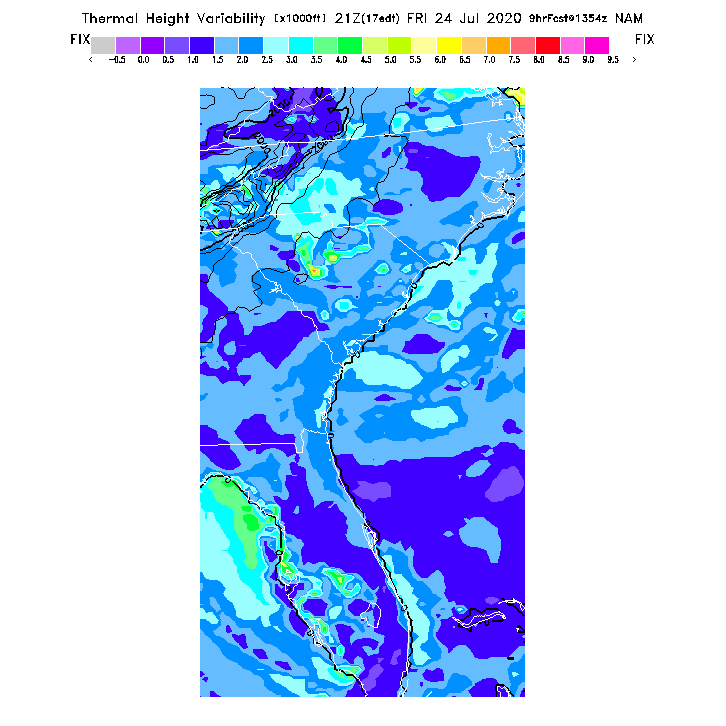 Thermal Height Variability [x1000ft] 21Z(17edt) FRI 24 Jul 2020 9hrFcst@1354z NAM
FIX FIX
< -0.5 0.0 0.5 1.0 1.5 2.0 2.5 3.0 3.5 4.0 4.5 5.0 5.5 6.0 6.5 7.0 7.5 8.0 8.5 9.0 9.5 >